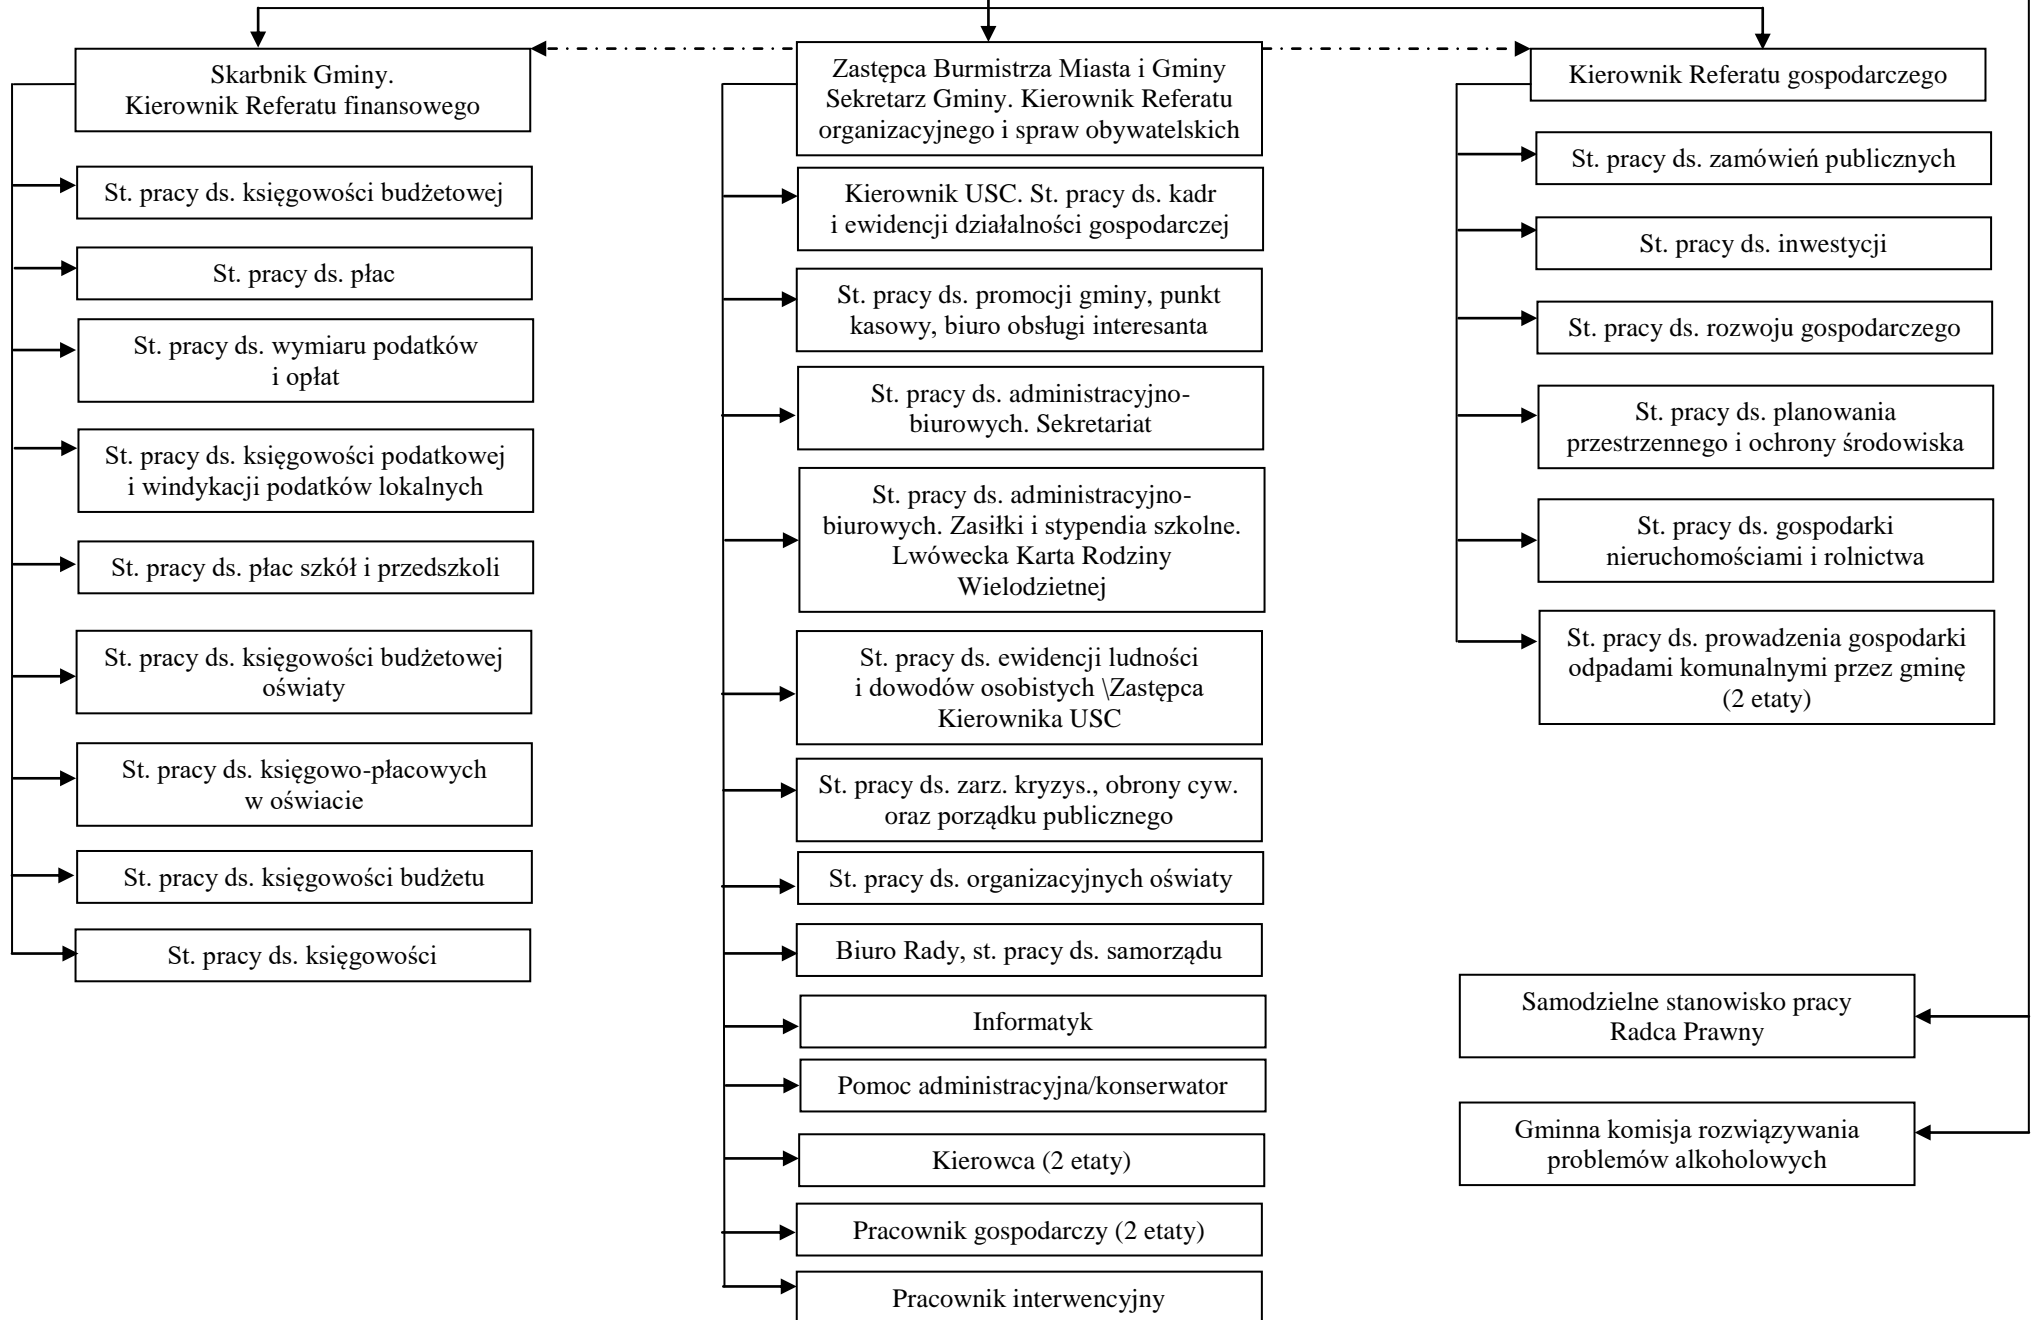 Skarbnik Gminy.
Kierownik Referatu finansowego
St. pracy ds. księgowości budżetowej
St. pracy ds. płac
St. pracy ds. wymiaru podatków
i opłat
St. pracy ds. księgowości podatkowej
i windykacji podatków lokalnych
St. pracy ds. płac szkół i przedszkoli
St. pracy ds. księgowości budżetowej
oświaty
St. pracy ds. księgowo-płacowych
w oświacie
St. pracy ds. księgowości budżetu
St. pracy ds. księgowości
Zastępca Burmistrza Miasta i Gminy
Sekretarz Gminy. Kierownik Referatu
organizacyjnego i spraw obywatelskich
Kierownik USC. St. pracy ds. kadr
i ewidencji działalności gospodarczej
St. pracy ds. promocji gminy, punkt
kasowy, biuro obsługi interesanta
St. pracy ds. administracyjno-
biurowych. Sekretariat
St. pracy ds. administracyjno-
biurowych. Zasiłki i stypendia szkolne.
Lwówecka Karta Rodziny
Wielodzietnej
St. pracy ds. ewidencji ludności
i dowodów osobistych \Zastępca
Kierownika USC
St. pracy ds. zarz. kryzys., obrony cyw.
oraz porządku publicznego
St. pracy ds. organizacyjnych oświaty
Biuro Rady, st. pracy ds. samorządu
Informatyk
Pomoc administracyjna/konserwator
Kierowca (2 etaty)
Pracownik gospodarczy (2 etaty)
Pracownik interwencyjny
Kierownik Referatu gospodarczego
St. pracy ds. zamówień publicznych
St. pracy ds. inwestycji
St. pracy ds. rozwoju gospodarczego
St. pracy ds. planowania
przestrzennego i ochrony środowiska
St. pracy ds. gospodarki
nieruchomościami i rolnictwa
St. pracy ds. prowadzenia gospodarki
odpadami komunalnymi przez gminę
(2 etaty)
Samodzielne stanowisko pracy
Radca Prawny
Gminna komisja rozwiązywania
problemów alkoholowych